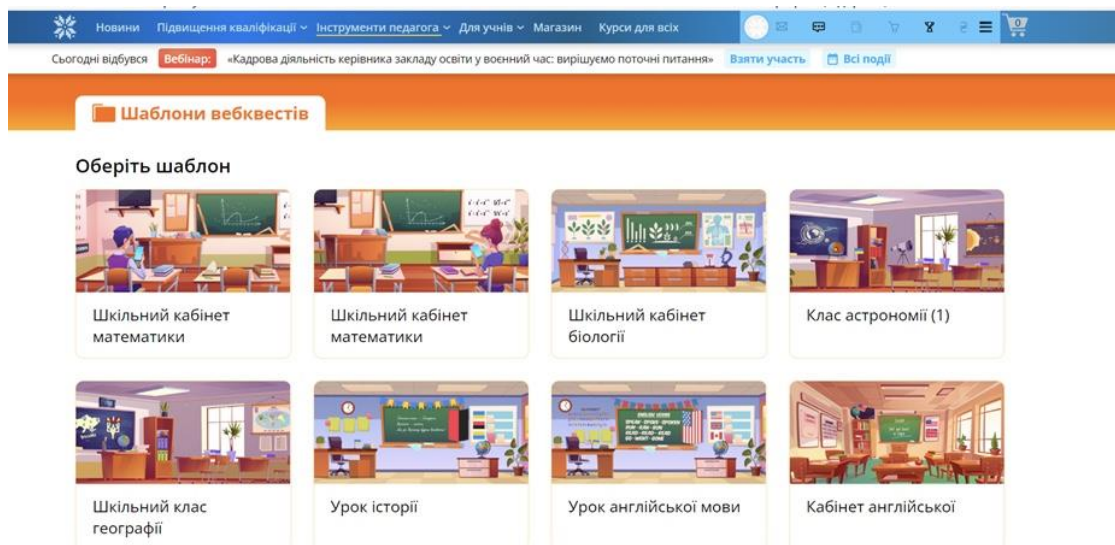 Новини Підвищення кваліфікації Інструменти педагога Для учнів Магазин Курси для всіх 0
Сьогодні відбувся Вебінар: «Кадрова діяльність керівника закладу освіти у воєнний час: вирішуємо поточні питання» Взяти участь Всі події
Шаблони вебквестів
Оберіть шаблон
Шкільний кабінет математики
Шкільний кабінет математики
Шкільний кабінет біології
Клас астрономії (1)
Шкільний клас географії
Урок історії
Урок англійської мови
Кабінет англійської